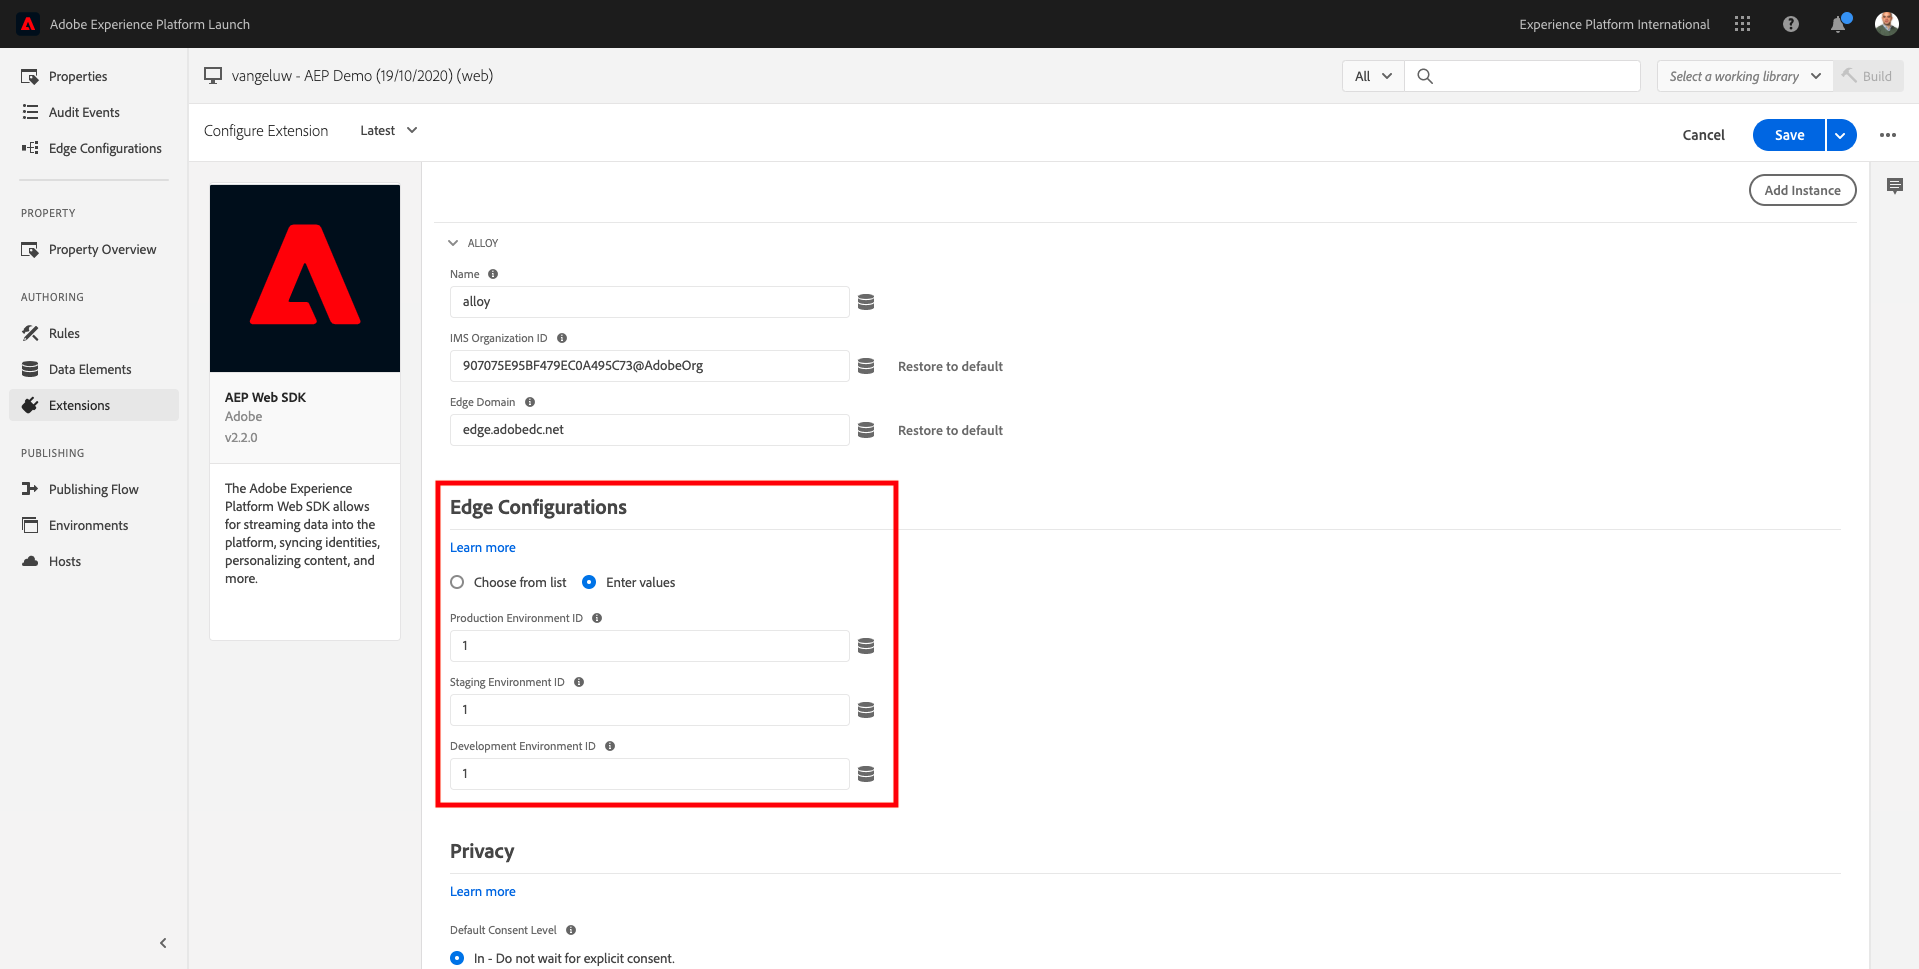 Adobe Experience Platform Launch
Experience Platform International
Properties
Audit Events
Edge Configurations
PROPERTY
Property Overview
AUTHORING
Rules
Data Elements
Extensions
PUBLISHING
Publishing Flow
Environments
Hosts
vangeluw - AEP Demo (19/10/2020) (web)
All
Select a working library
Build
Configure Extension
Latest
Cancel
Save
AEP Web SDK
Adobe
v2.2.0
The Adobe Experience
Platform Web SDK allows
for streaming data into the
platform, syncing identities,
personalizing content, and
more.
Add Instance
ALLOY
Name
alloy
IMS Organization ID
907075E95BF479EC0A495C73@AdobeOrg
Restore to default
Edge Domain
edge.adobedc.net
Restore to default
Edge Configurations
Learn more
Choose from list
Enter values
Production Environment ID
1
Staging Environment ID
1
Development Environment ID
1
Privacy
Learn more
Default Consent Level
In - Do not wait for explicit consent.